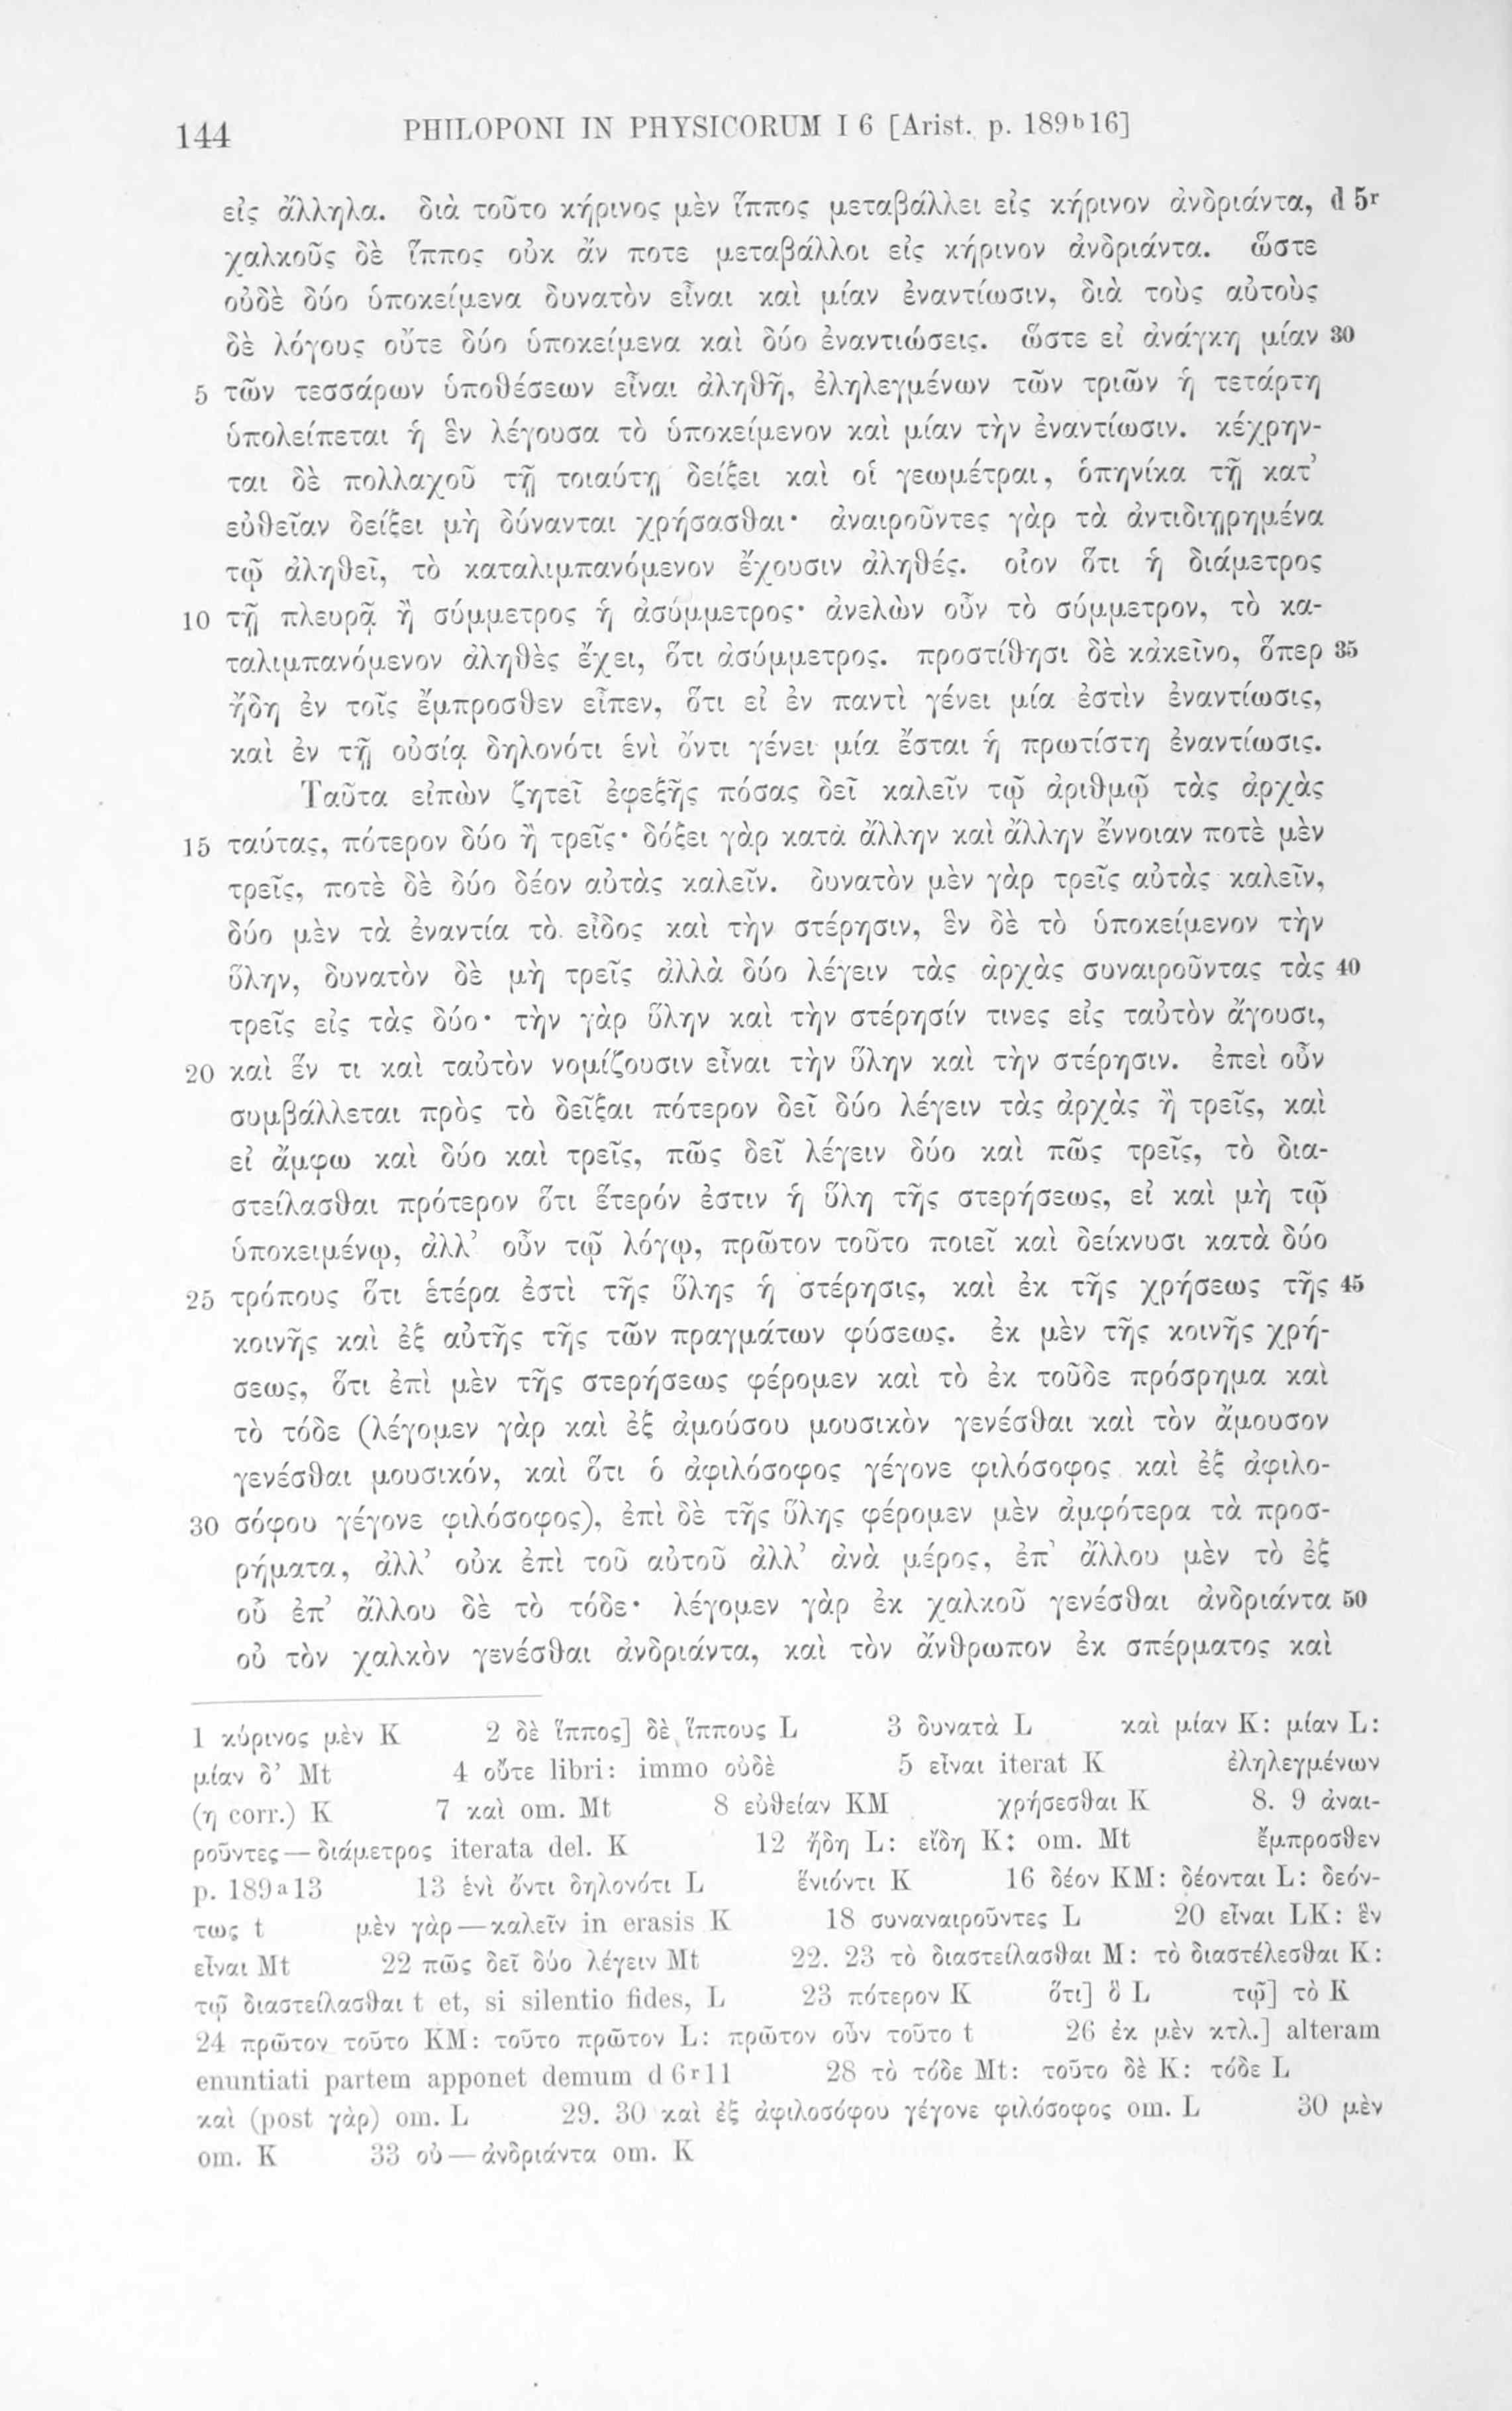 144 PHILOPONI IN PHYSICORUM I 6 [Arist. p. 189ᵇ16]
εἰς ἄλληλα. διὰ τοῦτο κήρινος μὲν ἵππος μεταβάλλει εἰς κήρινον ἀνδριάντα, d 5ʳ
χαλκοῦς δὲ ἵππος οὐκ ἄν ποτε μεταβάλλοι εἰς κήρινον ἀνδριάντα. ὥστε
οὐδὲ δύο ὑποκείμενα δυνατὸν εἶναι καὶ μίαν ἐναντίωσιν, διὰ τοὺς αὐτοὺς
δὲ λόγους οὔτε δύο ὑποκείμενα καὶ δύο ἐναντιώσεις. ὥστε εἰ ἀνάγκη μίαν 30
5 τῶν τεσσάρων ὑποθέσεων εἶναι ἀληθῆ, ἐληλεγμένων τῶν τριῶν ἡ τετάρτη
ὑπολείπεται ἡ ἓν λέγουσα τὸ ὑποκείμενον καὶ μίαν τὴν ἐναντίωσιν. κέχρην-
ται δὲ πολλαχοῦ τῇ τοιαύτῃ δείξει καὶ οἱ γεωμέτραι, ὁπηνίκα τῇ κατ’
εὐθεῖαν δείξει μὴ δύνανται χρήσασθαι· ἀναιροῦντες γὰρ τὰ ἀντιδιῃρημένα
τῷ ἀληθεῖ, τὸ καταλιμπανόμενον ἔχουσιν ἀληθές. οἷον ὅτι ἡ διάμετρος
10 τῇ πλευρᾷ ἢ σύμμετρος ἡ ἀσύμμετρος· ἀνελὼν οὖν τὸ σύμμετρον, τὸ κα-
ταλιμπανόμενον ἀληθὲς ἔχει, ὅτι ἀσύμμετρος. προστίθησι δὲ κἀκεῖνο, ὅπερ 35
ἤδη ἐν τοῖς ἔμπροσθεν εἶπεν, ὅτι εἰ ἐν παντὶ γένει μία ἐστὶν ἐναντίωσις,
καὶ ἐν τῇ οὐσίᾳ δηλονότι ἑνὶ ὄντι γένει μία ἔσται ἡ πρωτίστη ἐναντίωσις.
Ταῦτα εἰπὼν ζητεῖ ἐφεξῆς πόσας δεῖ καλεῖν τῷ ἀριθμῷ τὰς ἀρχὰς
15 ταύτας, πότερον δύο ἢ τρεῖς· δόξει γὰρ κατὰ ἄλλην καὶ ἄλλην ἔννοιαν ποτὲ μὲν
τρεῖς, ποτὲ δὲ δύο δέον αὐτὰς καλεῖν. δυνατὸν μὲν γὰρ τρεῖς αὐτὰς καλεῖν,
δύο μὲν τὰ ἐναντία τὸ εἶδος καὶ τὴν στέρησιν, ἓν δὲ τὸ ὑποκείμενον τὴν
ὕλην, δυνατὸν δὲ μὴ τρεῖς ἀλλὰ δύο λέγειν τὰς ἀρχὰς συναιροῦντας τὰς 40
τρεῖς εἰς τὰς δύο· τὴν γὰρ ὕλην καὶ τὴν στέρησίν τινες εἰς ταὐτὸν ἄγουσι,
20 καὶ ἕν τι καὶ ταὐτὸν νομίζουσιν εἶναι τὴν ὕλην καὶ τὴν στέρησιν. ἐπεὶ οὖν
συμβάλλεται πρὸς τὸ δεῖξαι πότερον δεῖ δύο λέγειν τὰς ἀρχὰς ἢ τρεῖς, καὶ
εἰ ἄμφω καὶ δύο καὶ τρεῖς, πῶς δεῖ λέγειν δύο καὶ πῶς τρεῖς, τὸ δια-
στείλασθαι πρότερον ὅτι ἕτερόν ἐστιν ἡ ὕλη τῆς στερήσεως, εἰ καὶ μὴ τῷ
ὑποκειμένῳ, ἀλλ’ οὖν τῷ λόγῳ, πρῶτον τοῦτο ποιεῖ καὶ δείκνυσι κατὰ δύο
25 τρόπους ὅτι ἑτέρα ἐστὶ τῆς ὕλης ἡ στέρησις, καὶ ἐκ τῆς χρήσεως τῆς 45
κοινῆς καὶ ἐξ αὐτῆς τῆς τῶν πραγμάτων φύσεως. ἐκ μὲν τῆς κοινῆς χρή-
σεως, ὅτι ἐπὶ μὲν τῆς στερήσεως φέρομεν καὶ τὸ ἐκ τοῦδε πρόσρημα καὶ
τὸ τόδε (λέγομεν γὰρ καὶ ἐξ ἀμούσου μουσικὸν γενέσθαι καὶ τὸν ἄμουσον
γενέσθαι μουσικόν, καὶ ὅτι ὁ ἀφιλόσοφος γέγονε φιλόσοφος καὶ ἐξ ἀφιλο-
30 σόφου γέγονε φιλόσοφος), ἐπὶ δὲ τῆς ὕλης φέρομεν μὲν ἀμφότερα τὰ προσ-
ρήματα, ἀλλ’ οὐκ ἐπὶ τοῦ αὐτοῦ ἀλλ’ ἀνὰ μέρος, ἐπ’ ἄλλου μὲν τὸ ἐξ
οὗ ἐπ’ ἄλλου δὲ τὸ τόδε· λέγομεν γὰρ ἐκ χαλκοῦ γενέσθαι ἀνδριάντα 50
οὐ τὸν χαλκὸν γενέσθαι ἀνδριάντα, καὶ τὸν ἄνθρωπον ἐκ σπέρματος καὶ
1 κύρινος μὲν K 2 δὲ ἵππος] δὲ ἵππους L 3 δυνατὰ L καὶ μίαν K: μίαν L:
μίαν δ’ Mt 4 οὔτε libri: immo οὐδὲ 5 εἶναι iterat K ἐληλεγμένων
(η corr.) K 7 καὶ om. Mt 8 εὐθείαν KM χρήσεσθαι K 8. 9 ἀναι-
ροῦντες — διάμετρος iterata del. K 12 ἤδη L: εἴδη K: om. Mt ἔμπροσθεν
p. 189ᵃ13 13 ἑνὶ ὄντι δηλονότι L ἕνιόντι K 16 δέον KM: δέονται L: δεόν-
τως t μὲν γὰρ — καλεῖν in erasis K 18 συναναιροῦντες L 20 εἶναι LK: ἓν
εἶναι Mt 22 πῶς δεῖ δύο λέγειν Mt 22. 23 τὸ διαστείλασθαι M: τὸ διαστέλεσθαι K:
τῷ διαστείλασθαι t et, si silentio fides, L 23 πότερον K ὅτι] ὃ L τῷ] τὸ K
24 πρῶτον τοῦτο KM: τοῦτο πρῶτον L: πρῶτον οὖν τοῦτο t 26 ἐκ μὲν κτλ.] alteram
enuntiati partem apponet demum d 6ʳ11 28 τὸ τόδε Mt: τοῦτο δὲ K: τόδε L
καὶ (post γὰρ) om. L 29. 30 καὶ ἐξ ἀφιλοσόφου γέγονε φιλόσοφος om. L 30 μὲν
om. K 33 οὐ — ἀνδριάντα om. K